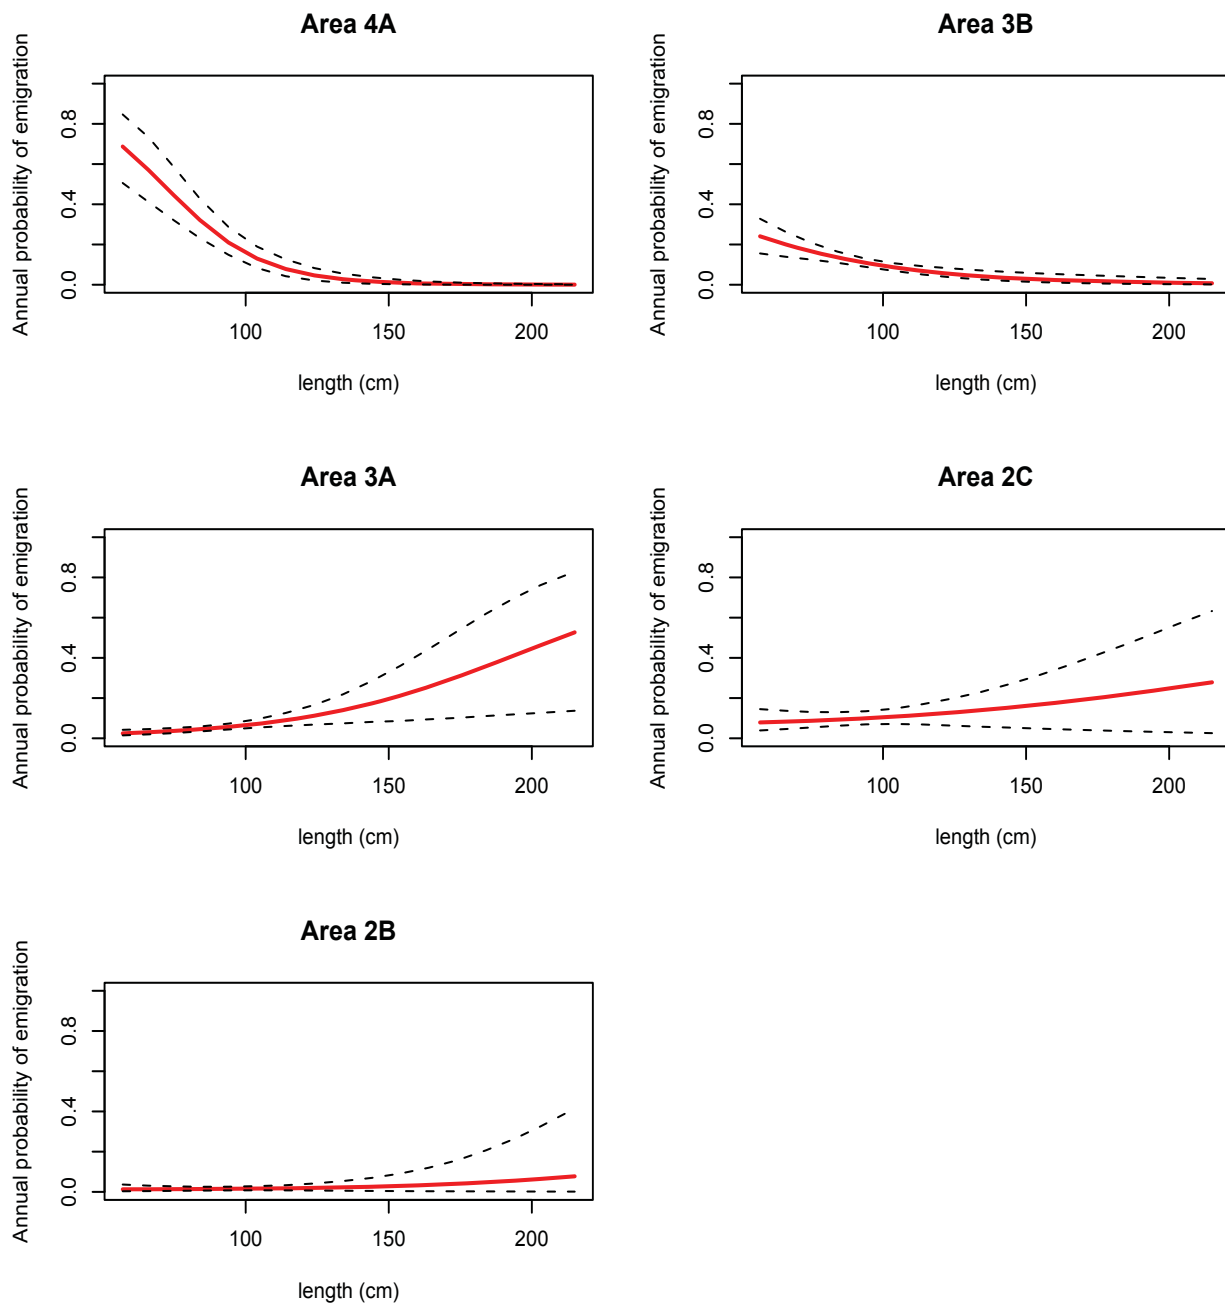 Area 4A
Annual probability of emigration
0.0 0.4 0.8
100 150 200
length (cm)
Area 3B
Annual probability of emigration
0.0 0.4 0.8
100 150 200
length (cm)
Area 3A
Annual probability of emigration
0.0 0.4 0.8
100 150 200
length (cm)
Area 2C
Annual probability of emigration
0.0 0.4 0.8
100 150 200
length (cm)
Area 2B
Annual probability of emigration
0.0 0.4 0.8
100 150 200
length (cm)